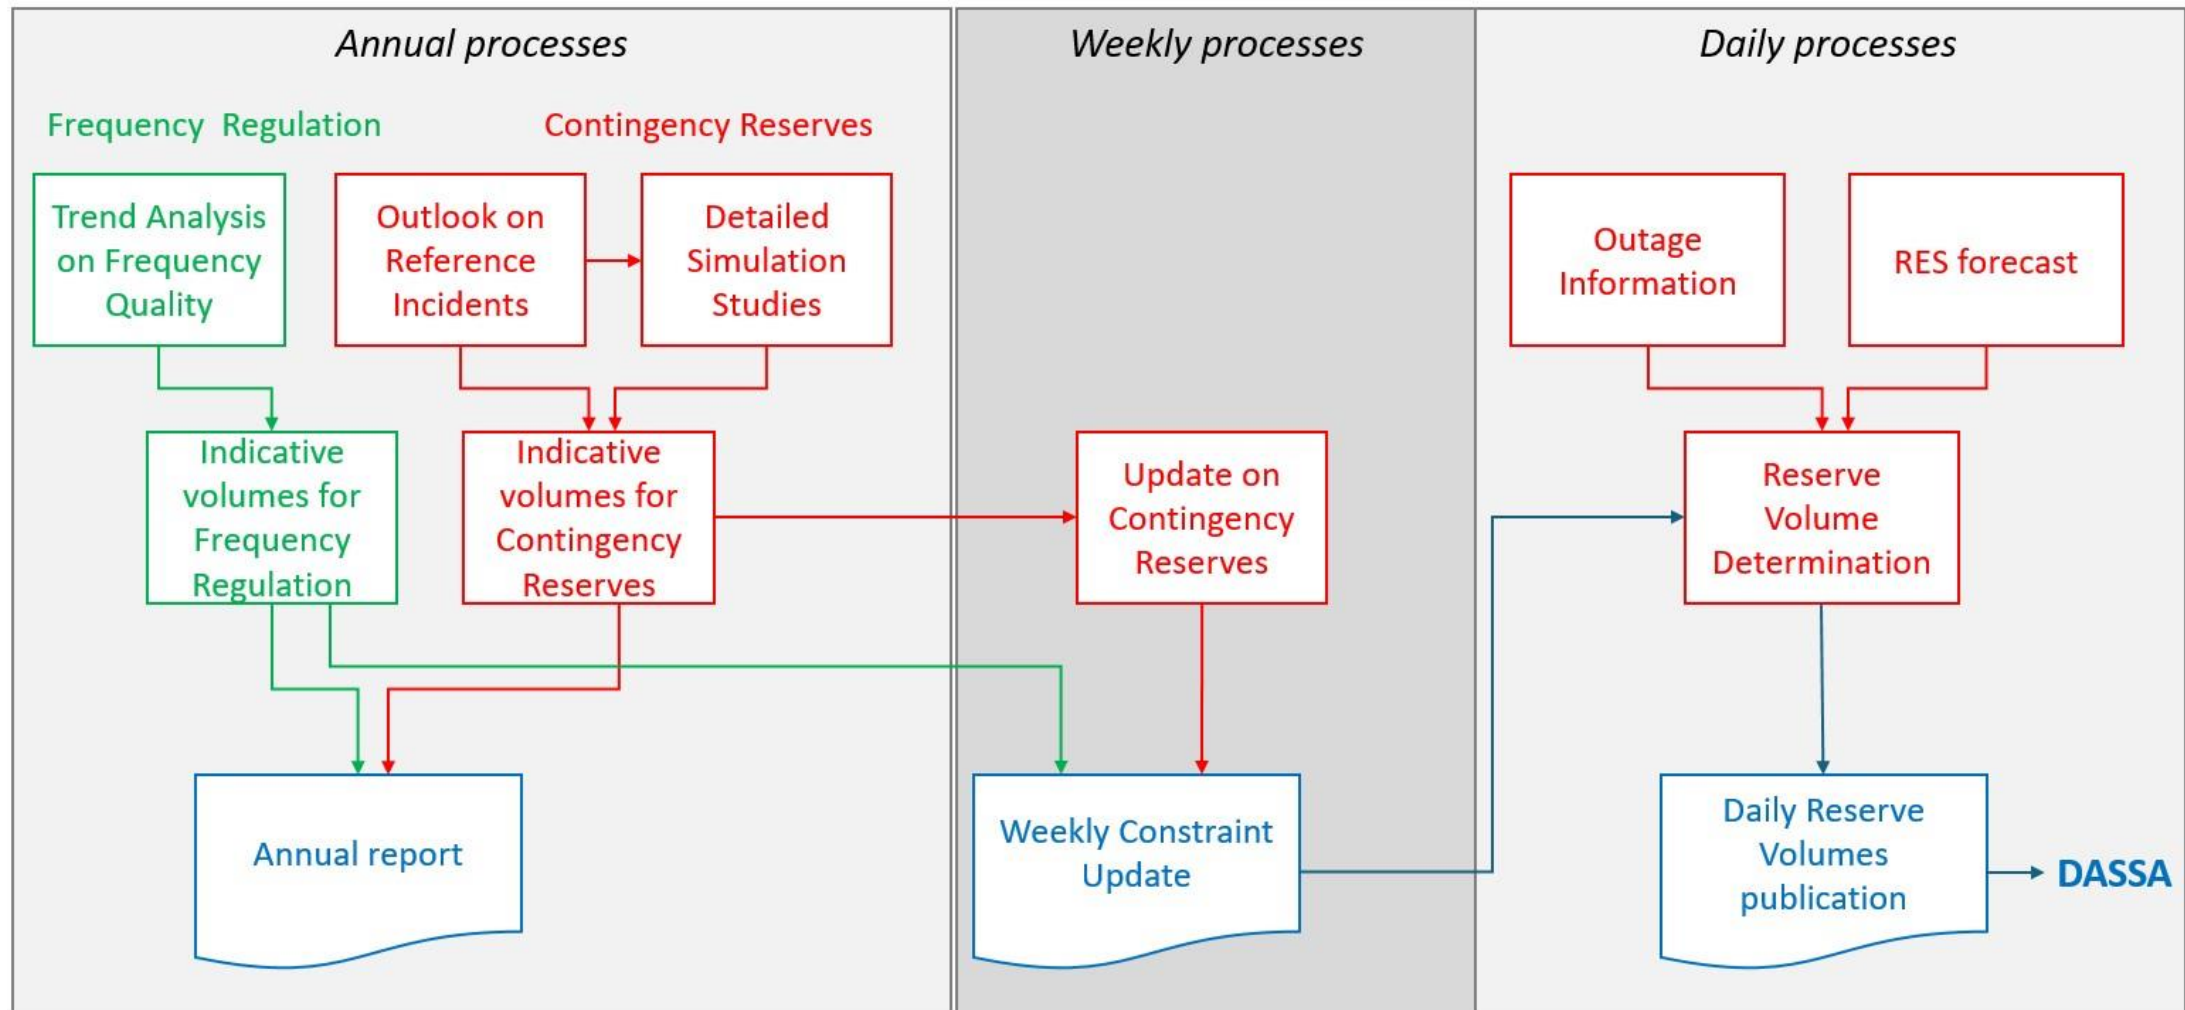 Annual processes
Weekly processes
Daily processes
Frequency Regulation
Contingency Reserves
Trend Analysis
on Frequency
Quality
Outlook on
Reference
Incidents
Detailed
Simulation
Studies
Outage
Information
RES forecast
Indicative
volumes for
Frequency
Regulation
Indicative
volumes for
Contingency
Reserves
Update on
Contingency
Reserves
Reserve
Volume
Determination
Annual report
Weekly Constraint
Update
Daily Reserve
Volumes
publication
DASSA